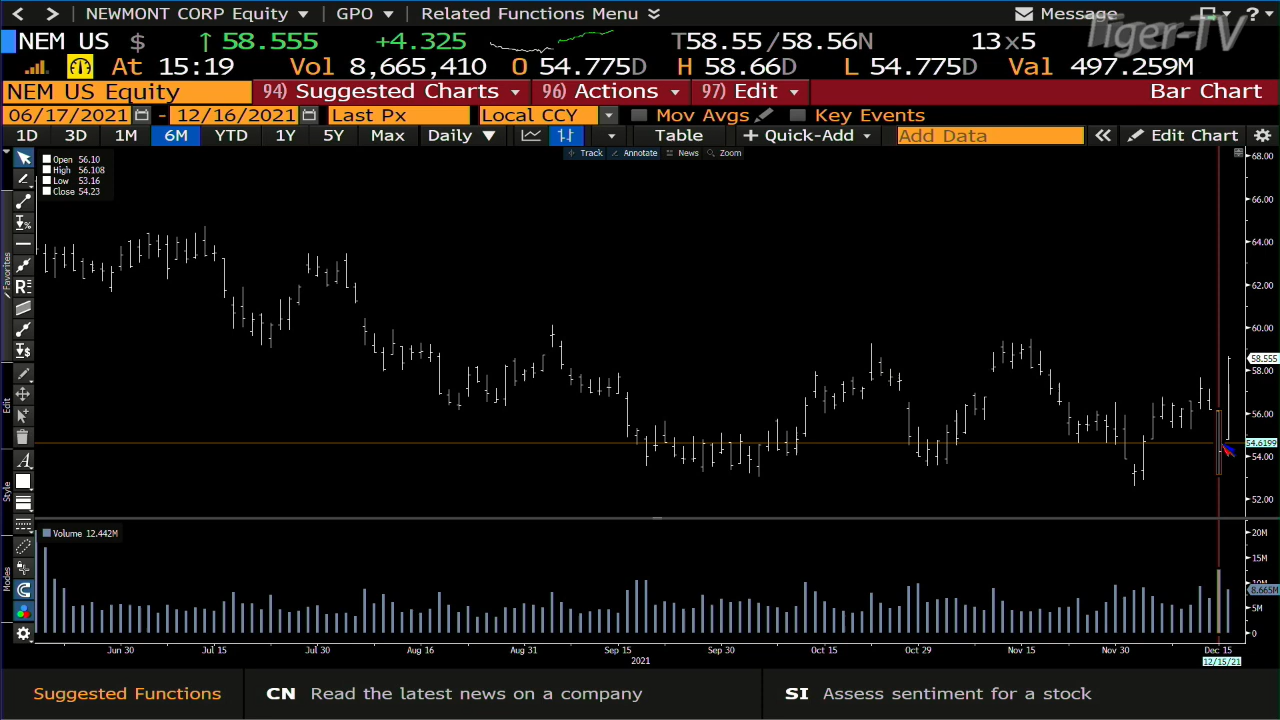 < > NEWMONT CORP Equity GPO Related Functions Menu Message ?
NEM US $ ↑ 58.555 +4.325 T58.55/58.56N 13x5 Tiger-TV
At 15:19 Vol 8,665,410 O 54.775D H 58.66D L 54.775D Val 497.259M
NEM US Equity 94) Suggested Charts 96) Actions 97) Edit Bar Chart
06/17/2021 - 12/16/2021 Last Px Local CCY Mov Avgs Key Events
1D 3D 1M 6M YTD 1Y 5Y Max Daily ▼ Table + Quick-Add Add Data « Edit Chart
Track Annotate News Zoom
Open 56.10
High 56.108
Low 53.16
Close 54.23
68.00
66.00
64.00
62.00
60.00
58.555
58.00
56.00
54.6199
54.00
52.00
Favorites
Edit
Style
Modes
Volume 12.442M
20M
15M
10M
8.665M
5M
0
Jun 30 Jul 15 Jul 30 Aug 16 Aug 31 Sep 15 Sep 30 Oct 15 Oct 29 Nov 15 Nov 30 Dec 15
2021 12/15/21
Suggested Functions CN Read the latest news on a company SI Assess sentiment for a stock